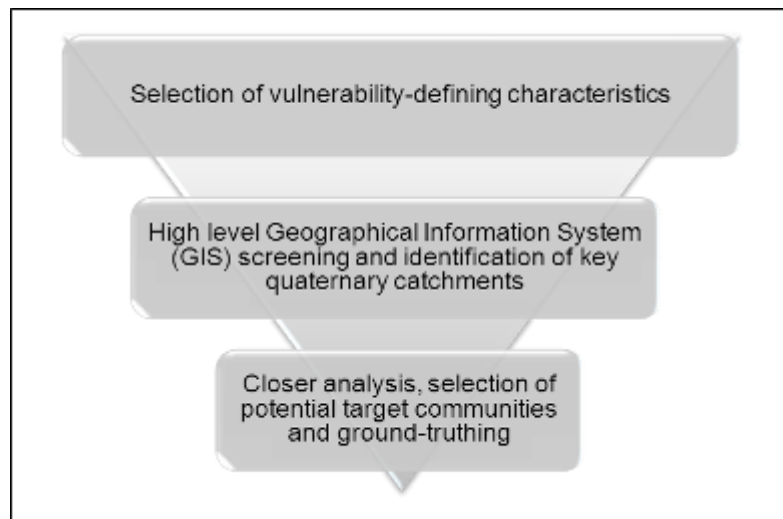 Selection of vulnerability-defining characteristics
High level Geographical Information System
(GIS) screening and identification of key
quaternary catchments
Closer analysis, selection of
potential target communities
and ground-truthing